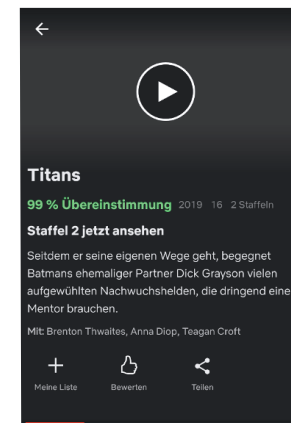 Titans
99 % Übereinstimmung 2019 16 2 Staffeln
Staffel 2 jetzt ansehen
Seitdem er seine eigenen Wege geht, begegnet
Batmans ehemaliger Partner Dick Grayson vielen
aufgewühlten Nachwuchshelden, die dringend eine
Mentor brauchen.
Mit: Brenton Thwaites, Anna Diop, Teagan Croft
Meine Liste Bewerten Teilen